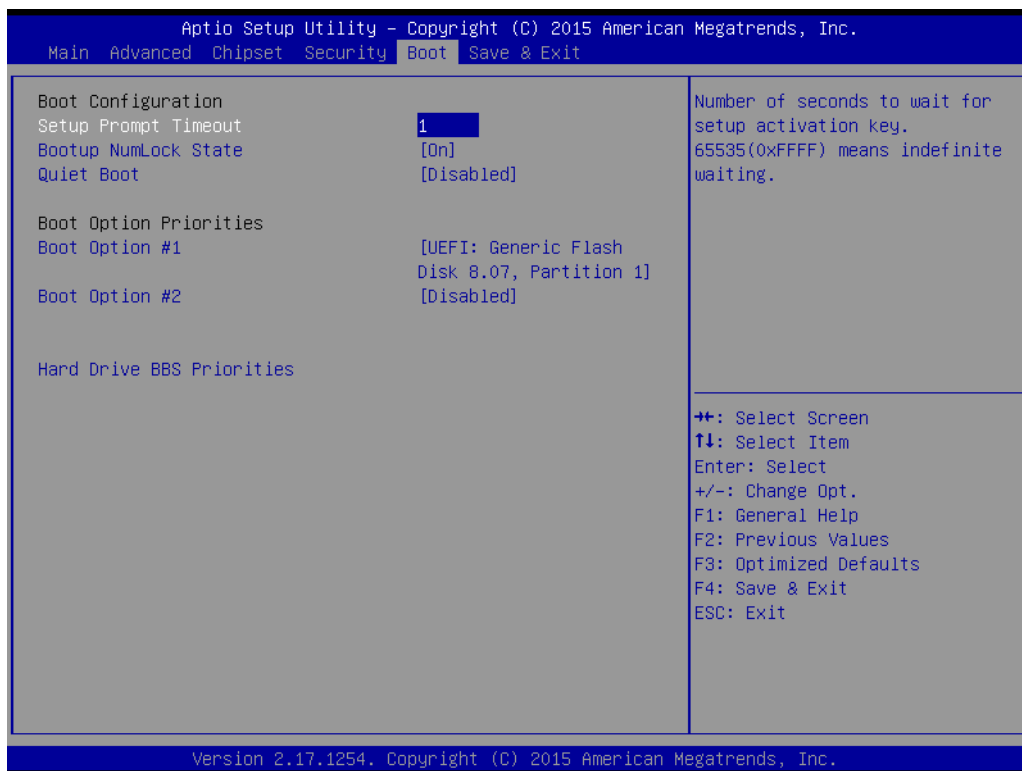 Aptio Setup Utility – Copyright (C) 2015 American Megatrends, Inc.
Main Advanced Chipset Security Boot Save & Exit
Boot Configuration
Setup Prompt Timeout 1
Bootup NumLock State [On]
Quiet Boot [Disabled]
Boot Option Priorities
Boot Option #1 [UEFI: Generic Flash
Disk 8.07, Partition 1]
Boot Option #2 [Disabled]
Hard Drive BBS Priorities
Number of seconds to wait for
setup activation key.
65535(0xFFFF) means indefinite
waiting.
→←: Select Screen
↑↓: Select Item
Enter: Select
+/-: Change Opt.
F1: General Help
F2: Previous Values
F3: Optimized Defaults
F4: Save & Exit
ESC: Exit
Version 2.17.1254. Copyright (C) 2015 American Megatrends, Inc.